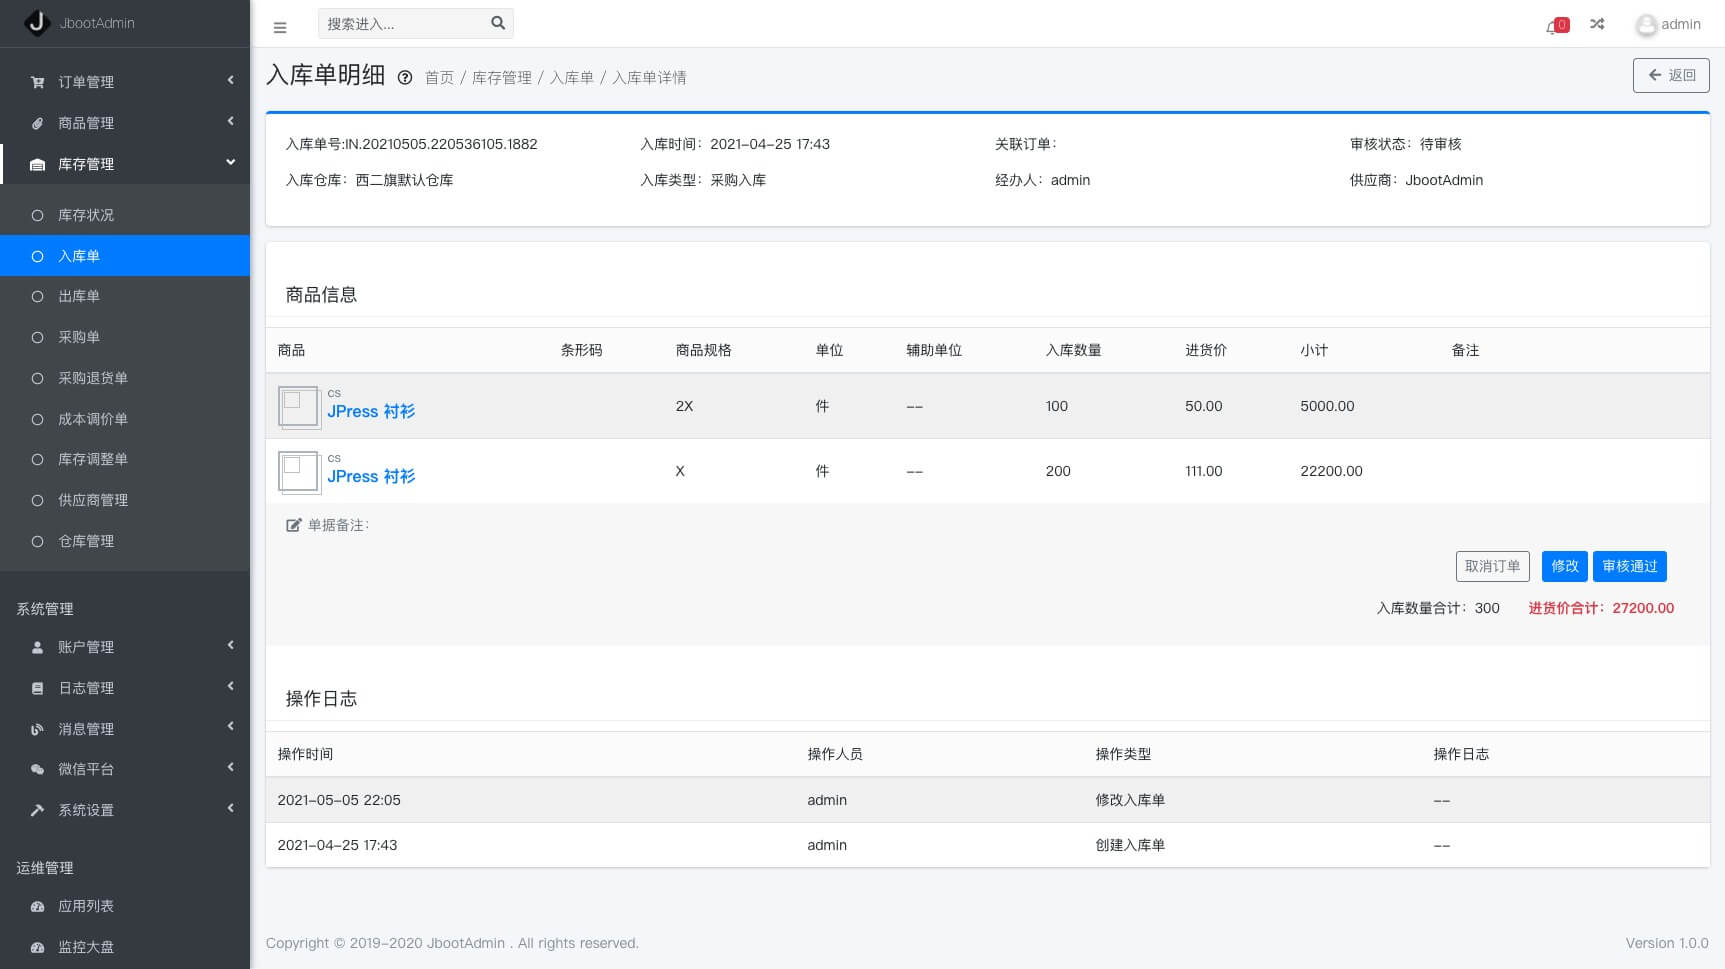 JbootAdmin
订单管理
商品管理
库存管理
库存状况
入库单
出库单
采购单
采购退货单
成本调价单
库存调整单
供应商管理
仓库管理
系统管理
账户管理
日志管理
消息管理
微信平台
系统设置
运维管理
应用列表
监控大盘
搜索进入...
0
admin
入库单明细 首页 / 库存管理 / 入库单 / 入库单详情
返回
入库单号:IN.20210505.220536105.1882 入库时间：2021-04-25 17:43 关联订单： 审核状态：待审核
入库仓库：西二旗默认仓库 入库类型：采购入库 经办人：admin 供应商：JbootAdmin
商品信息
商品 条形码 商品规格 单位 辅助单位 入库数量 进货价 小计 备注
cs
JPress 衬衫 2X 件 -- 100 50.00 5000.00
cs
JPress 衬衫 X 件 -- 200 111.00 22200.00
单据备注：
取消订单 修改 审核通过
入库数量合计：300 进货价合计：27200.00
操作日志
操作时间 操作人员 操作类型 操作日志
2021-05-05 22:05 admin 修改入库单 --
2021-04-25 17:43 admin 创建入库单 --
Copyright © 2019-2020 JbootAdmin . All rights reserved.
Version 1.0.0